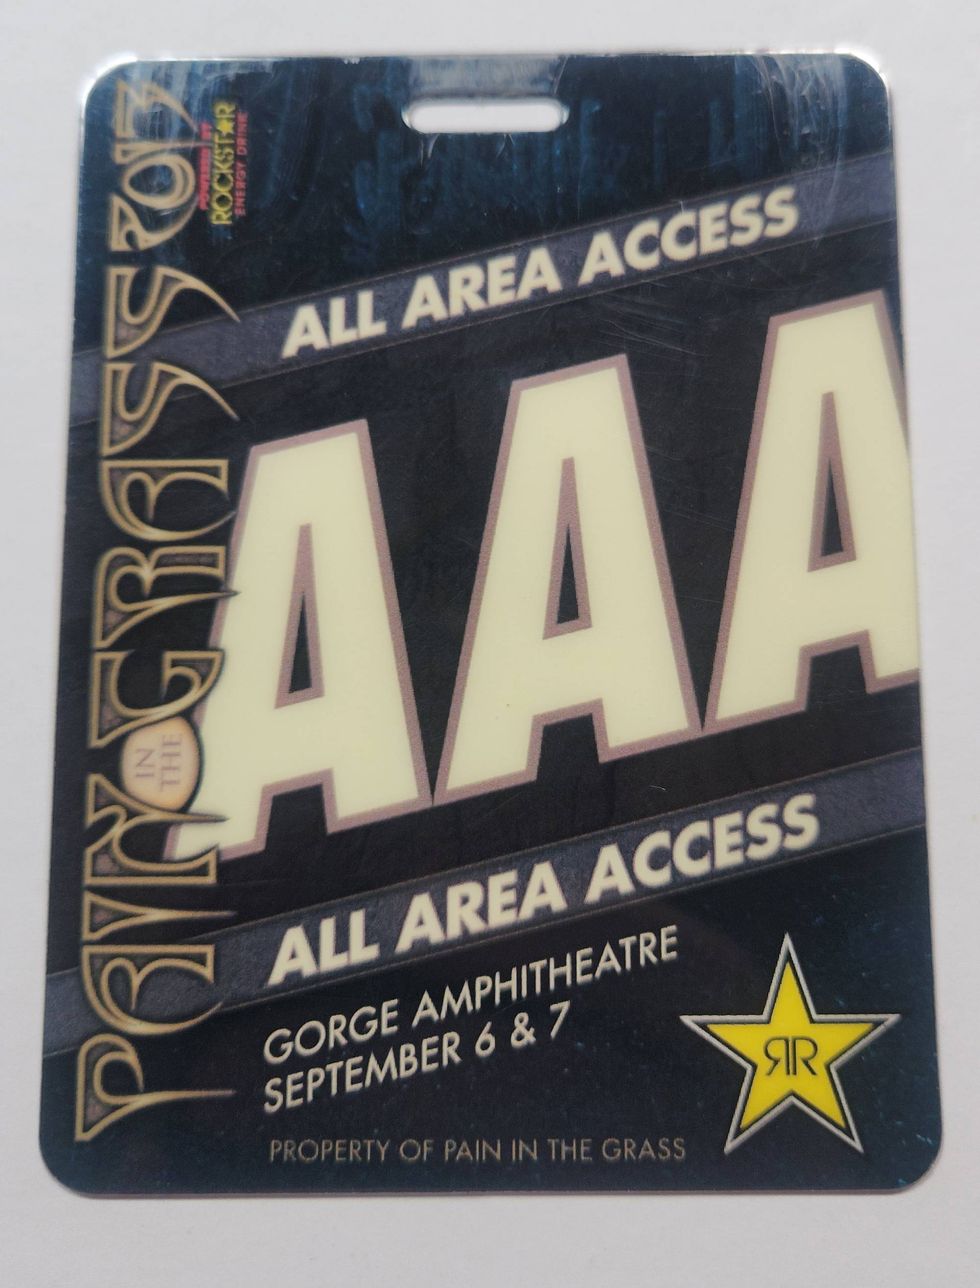 PAIN IN THE GRASS 2013
POWERED BY
ROCKSTAR
ENERGY DRINK
ALL AREA ACCESS
AAA
ALL AREA ACCESS
GORGE AMPHITHEATRE
SEPTEMBER 6 & 7
PROPERTY OF PAIN IN THE GRASS
RR